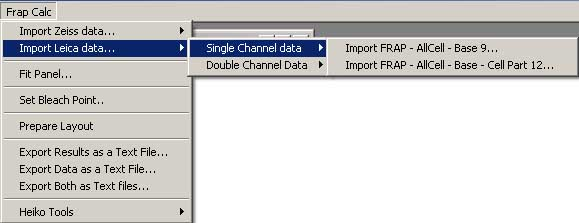 Frap Calc
Import Zeiss data...
Import Leica data...
Single Channel data
Import FRAP - AllCell - Base 9...
Double Channel Data
Import FRAP - AllCell - Base - Cell Part 12...
Fit Panel...
Set Bleach Point..
Prepare Layout
Export Results as a Text File...
Export Data as a Text File...
Export Both as Text files...
Heiko Tools